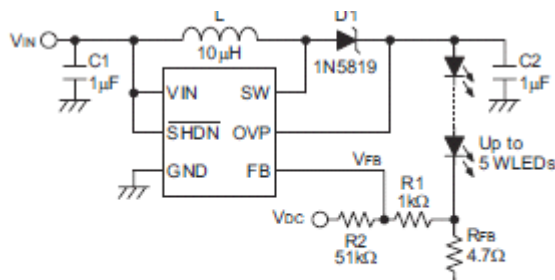 L
D1
VIN
C1
1µF
10µH
1N5819
C2
1µF
VIN
SW
SHDN
OVP
GND
FB
VFB
Up to
5 WLEDs
R1
1kΩ
VDC
R2
51kΩ
RFB
4.7Ω